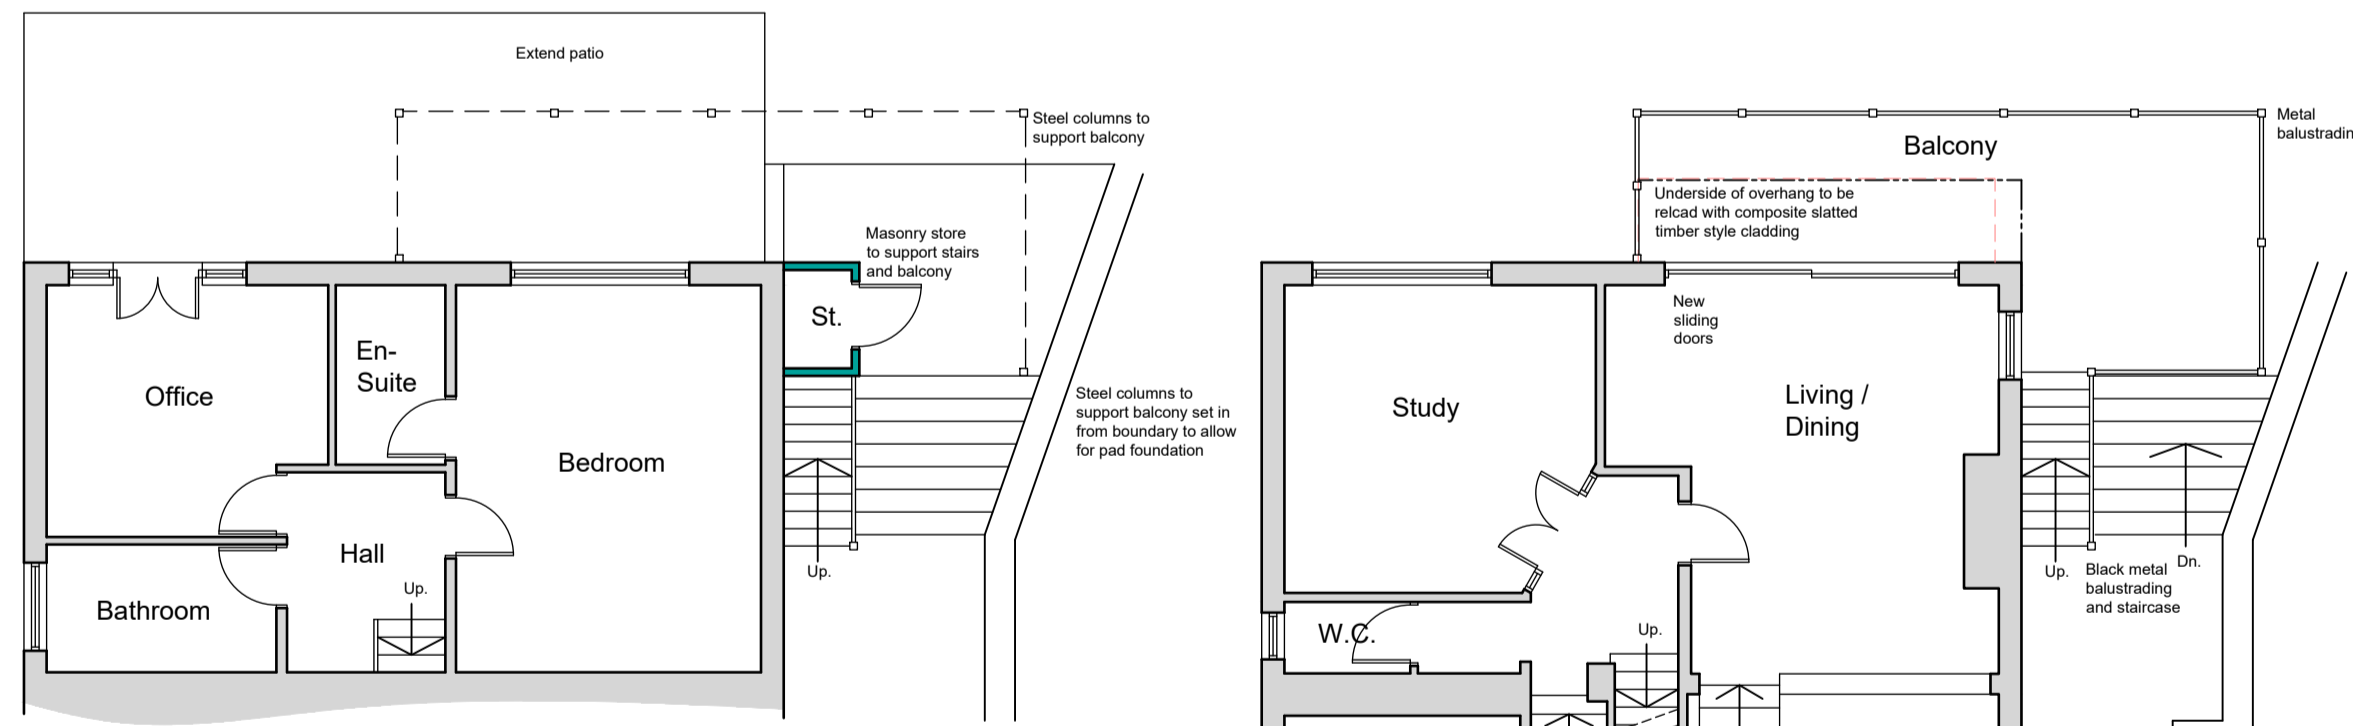 Extend patio
Steel columns to
support balcony
Masonry store
to support stairs
and balcony
St.
En-
Suite
Office
Steel columns to
support balcony set in
from boundary to allow
for pad foundation
Bedroom
Hall
Up.
Up.
Bathroom
Metal
balustradin
Balcony
Underside of overhang to be
relcad with composite slatted
timber style cladding
New
sliding
doors
Study
Living /
Dining
Up.
Dn.
Black metal
balustrading
and staircase
W.C.
Up.